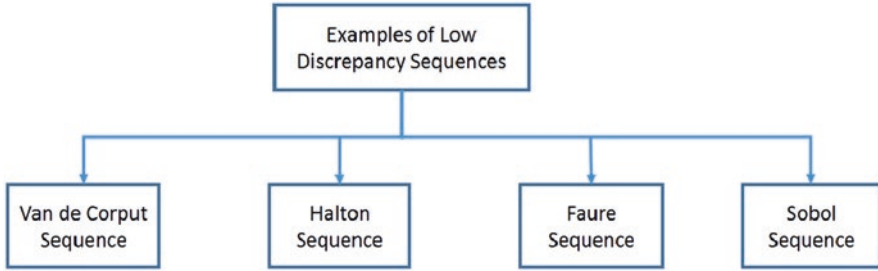 Examples of Low
Discrepancy Sequences
Van de Corput
Sequence
Halton
Sequence
Faure
Sequence
Sobol
Sequence